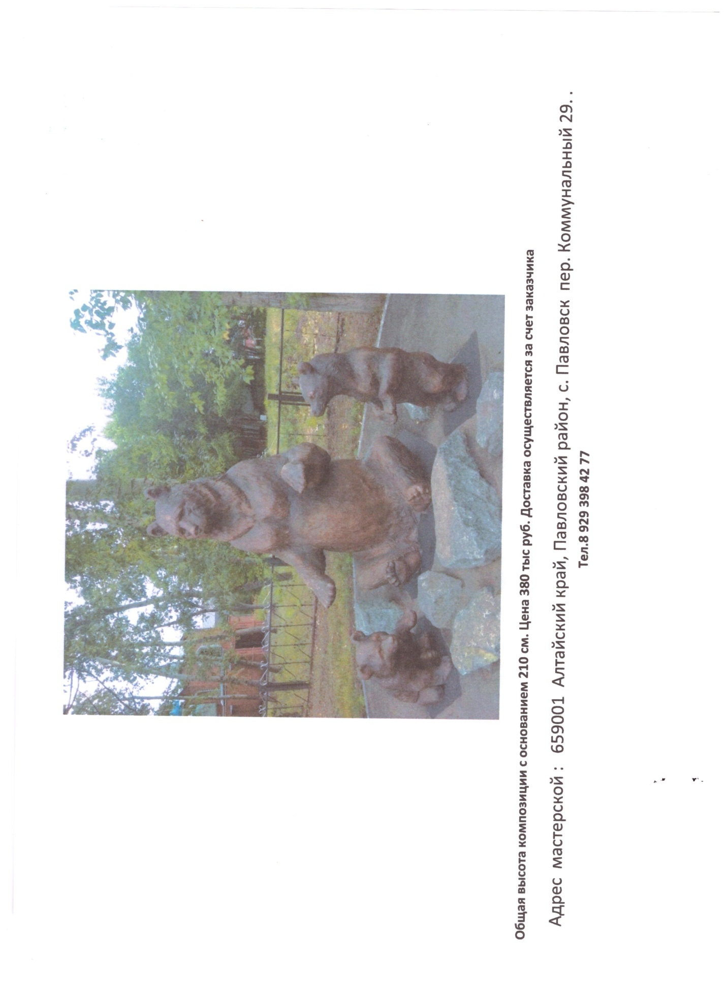 Общая высота композиции с основанием 210 см. Цена 380 тыс руб. Доставка осуществляется за счет заказчика
Адрес мастерской : 659001 Алтайский край, Павловский район, с. Павловск пер. Коммунальный 29. .
Тел.8 929 398 42 77